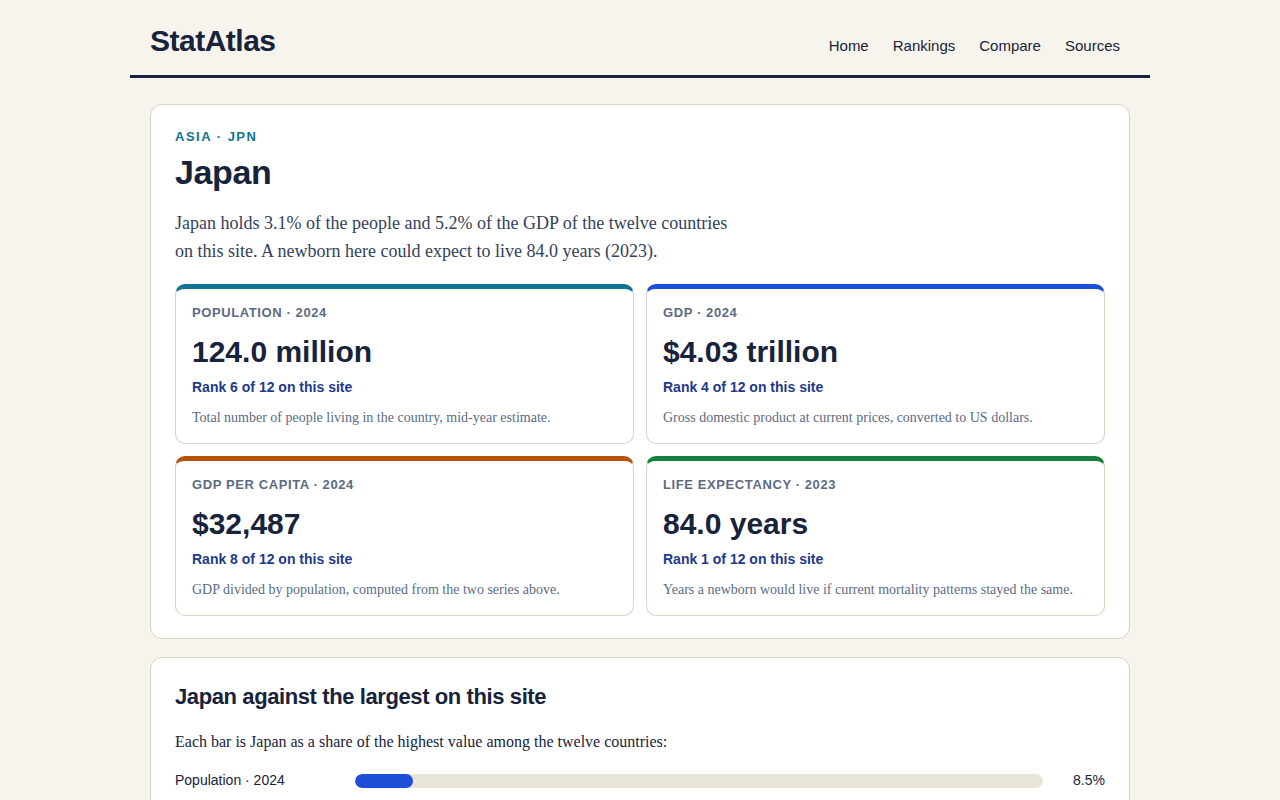 StatAtlas
Home Rankings Compare Sources
ASIA · JPN
Japan
Japan holds 3.1% of the people and 5.2% of the GDP of the twelve countries
on this site. A newborn here could expect to live 84.0 years (2023).
POPULATION · 2024
124.0 million
Rank 6 of 12 on this site
Total number of people living in the country, mid-year estimate.
GDP · 2024
$4.03 trillion
Rank 4 of 12 on this site
Gross domestic product at current prices, converted to US dollars.
GDP PER CAPITA · 2024
$32,487
Rank 8 of 12 on this site
GDP divided by population, computed from the two series above.
LIFE EXPECTANCY · 2023
84.0 years
Rank 1 of 12 on this site
Years a newborn would live if current mortality patterns stayed the same.
Japan against the largest on this site
Each bar is Japan as a share of the highest value among the twelve countries:
Population · 2024 8.5%